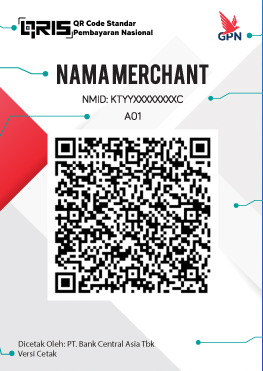 QRIS QR Code Standar
Pembayaran Nasional
GPN
NAMA MERCHANT
NMID: KTYYXXXXXXXXC
A01
Dicetak Oleh: PT. Bank Central Asia Tbk
Versi Cetak